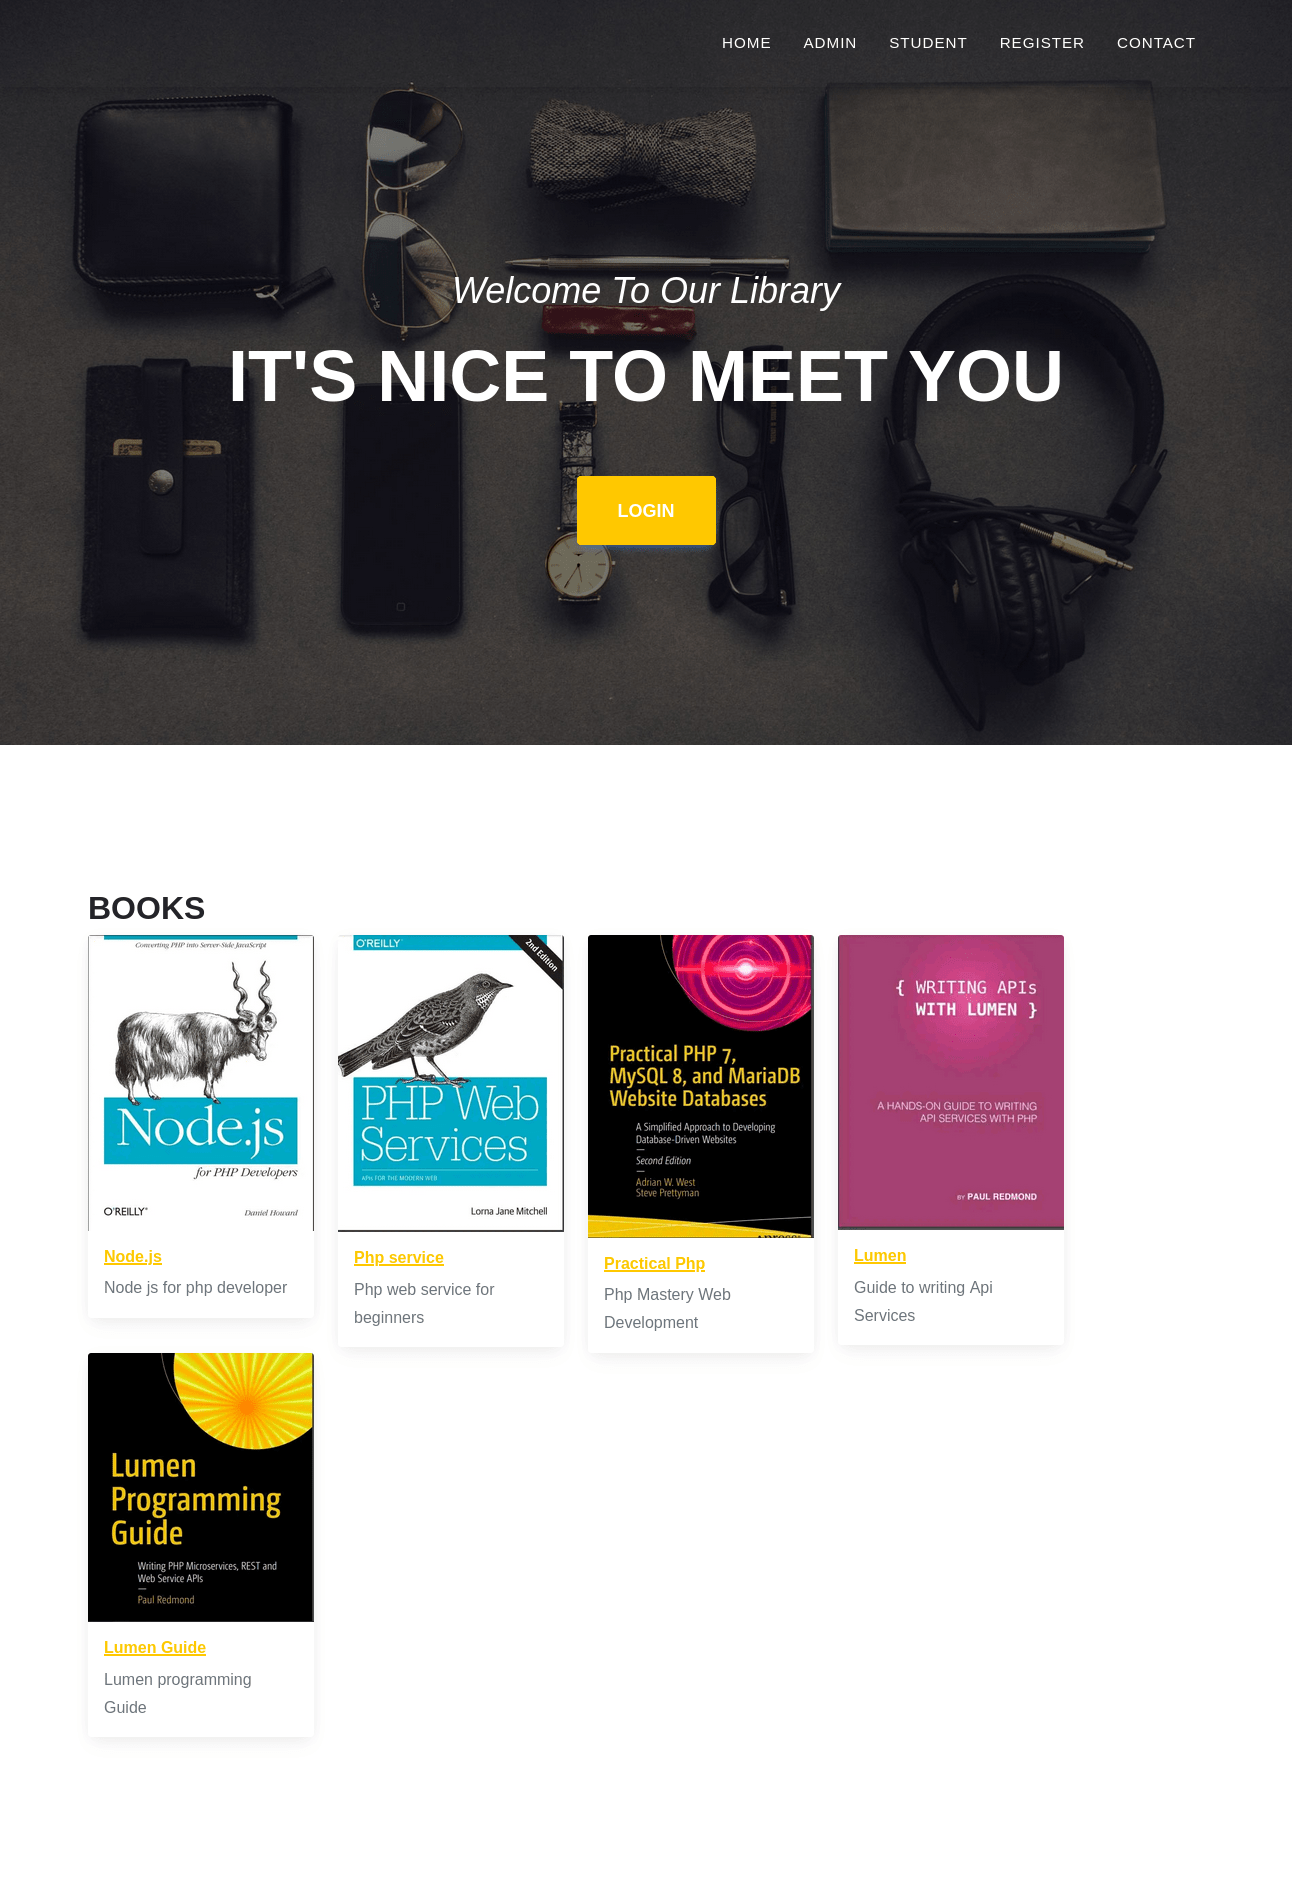 HOME ADMIN STUDENT REGISTER CONTACT
Welcome To Our Library
IT'S NICE TO MEET YOU
LOGIN
BOOKS
Converting PHP into Server-Side JavaScript
Node.js
for PHP Developers
O'REILLY® Daniel Howard
Node.js
Node js for php developer
O'REILLY
2nd Edition
PHP Web
Services
APIs FOR THE MODERN WEB
Lorna Jane Mitchell
Php service
Php web service for
beginners
Practical PHP 7,
MySQL 8, and MariaDB
Website Databases
A Simplified Approach to Developing
Database-Driven Websites
—
Second Edition
—
Adrian W. West
Steve Prettyman
Practical Php
Php Mastery Web
Development
{ WRITING APIs
WITH LUMEN }
A HANDS-ON GUIDE TO WRITING
API SERVICES WITH PHP
BY PAUL REDMOND
Lumen
Guide to writing Api
Services
Lumen
Programming
Guide
Writing PHP Microservices, REST and
Web Service APIs
—
Paul Redmond
Lumen Guide
Lumen programming
Guide